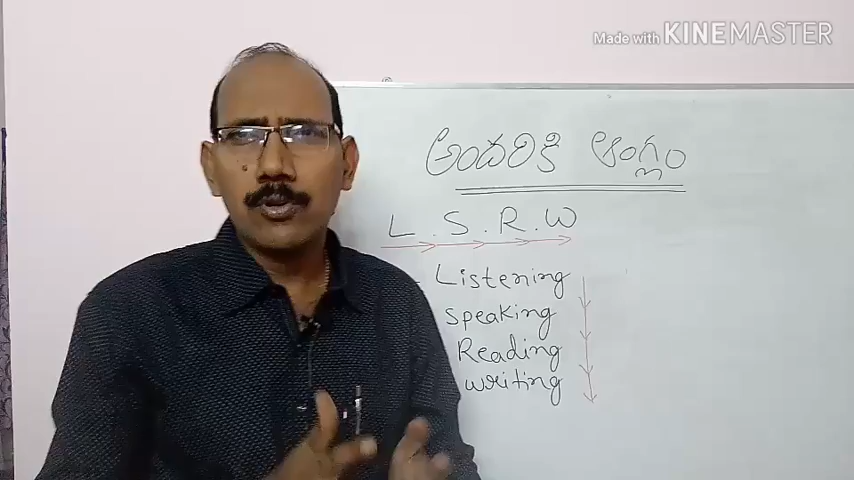 Made with KINEMASTER
అందరికి ఆంగ్లం
L . S . R . W
Listening
Speaking
Reading
writing